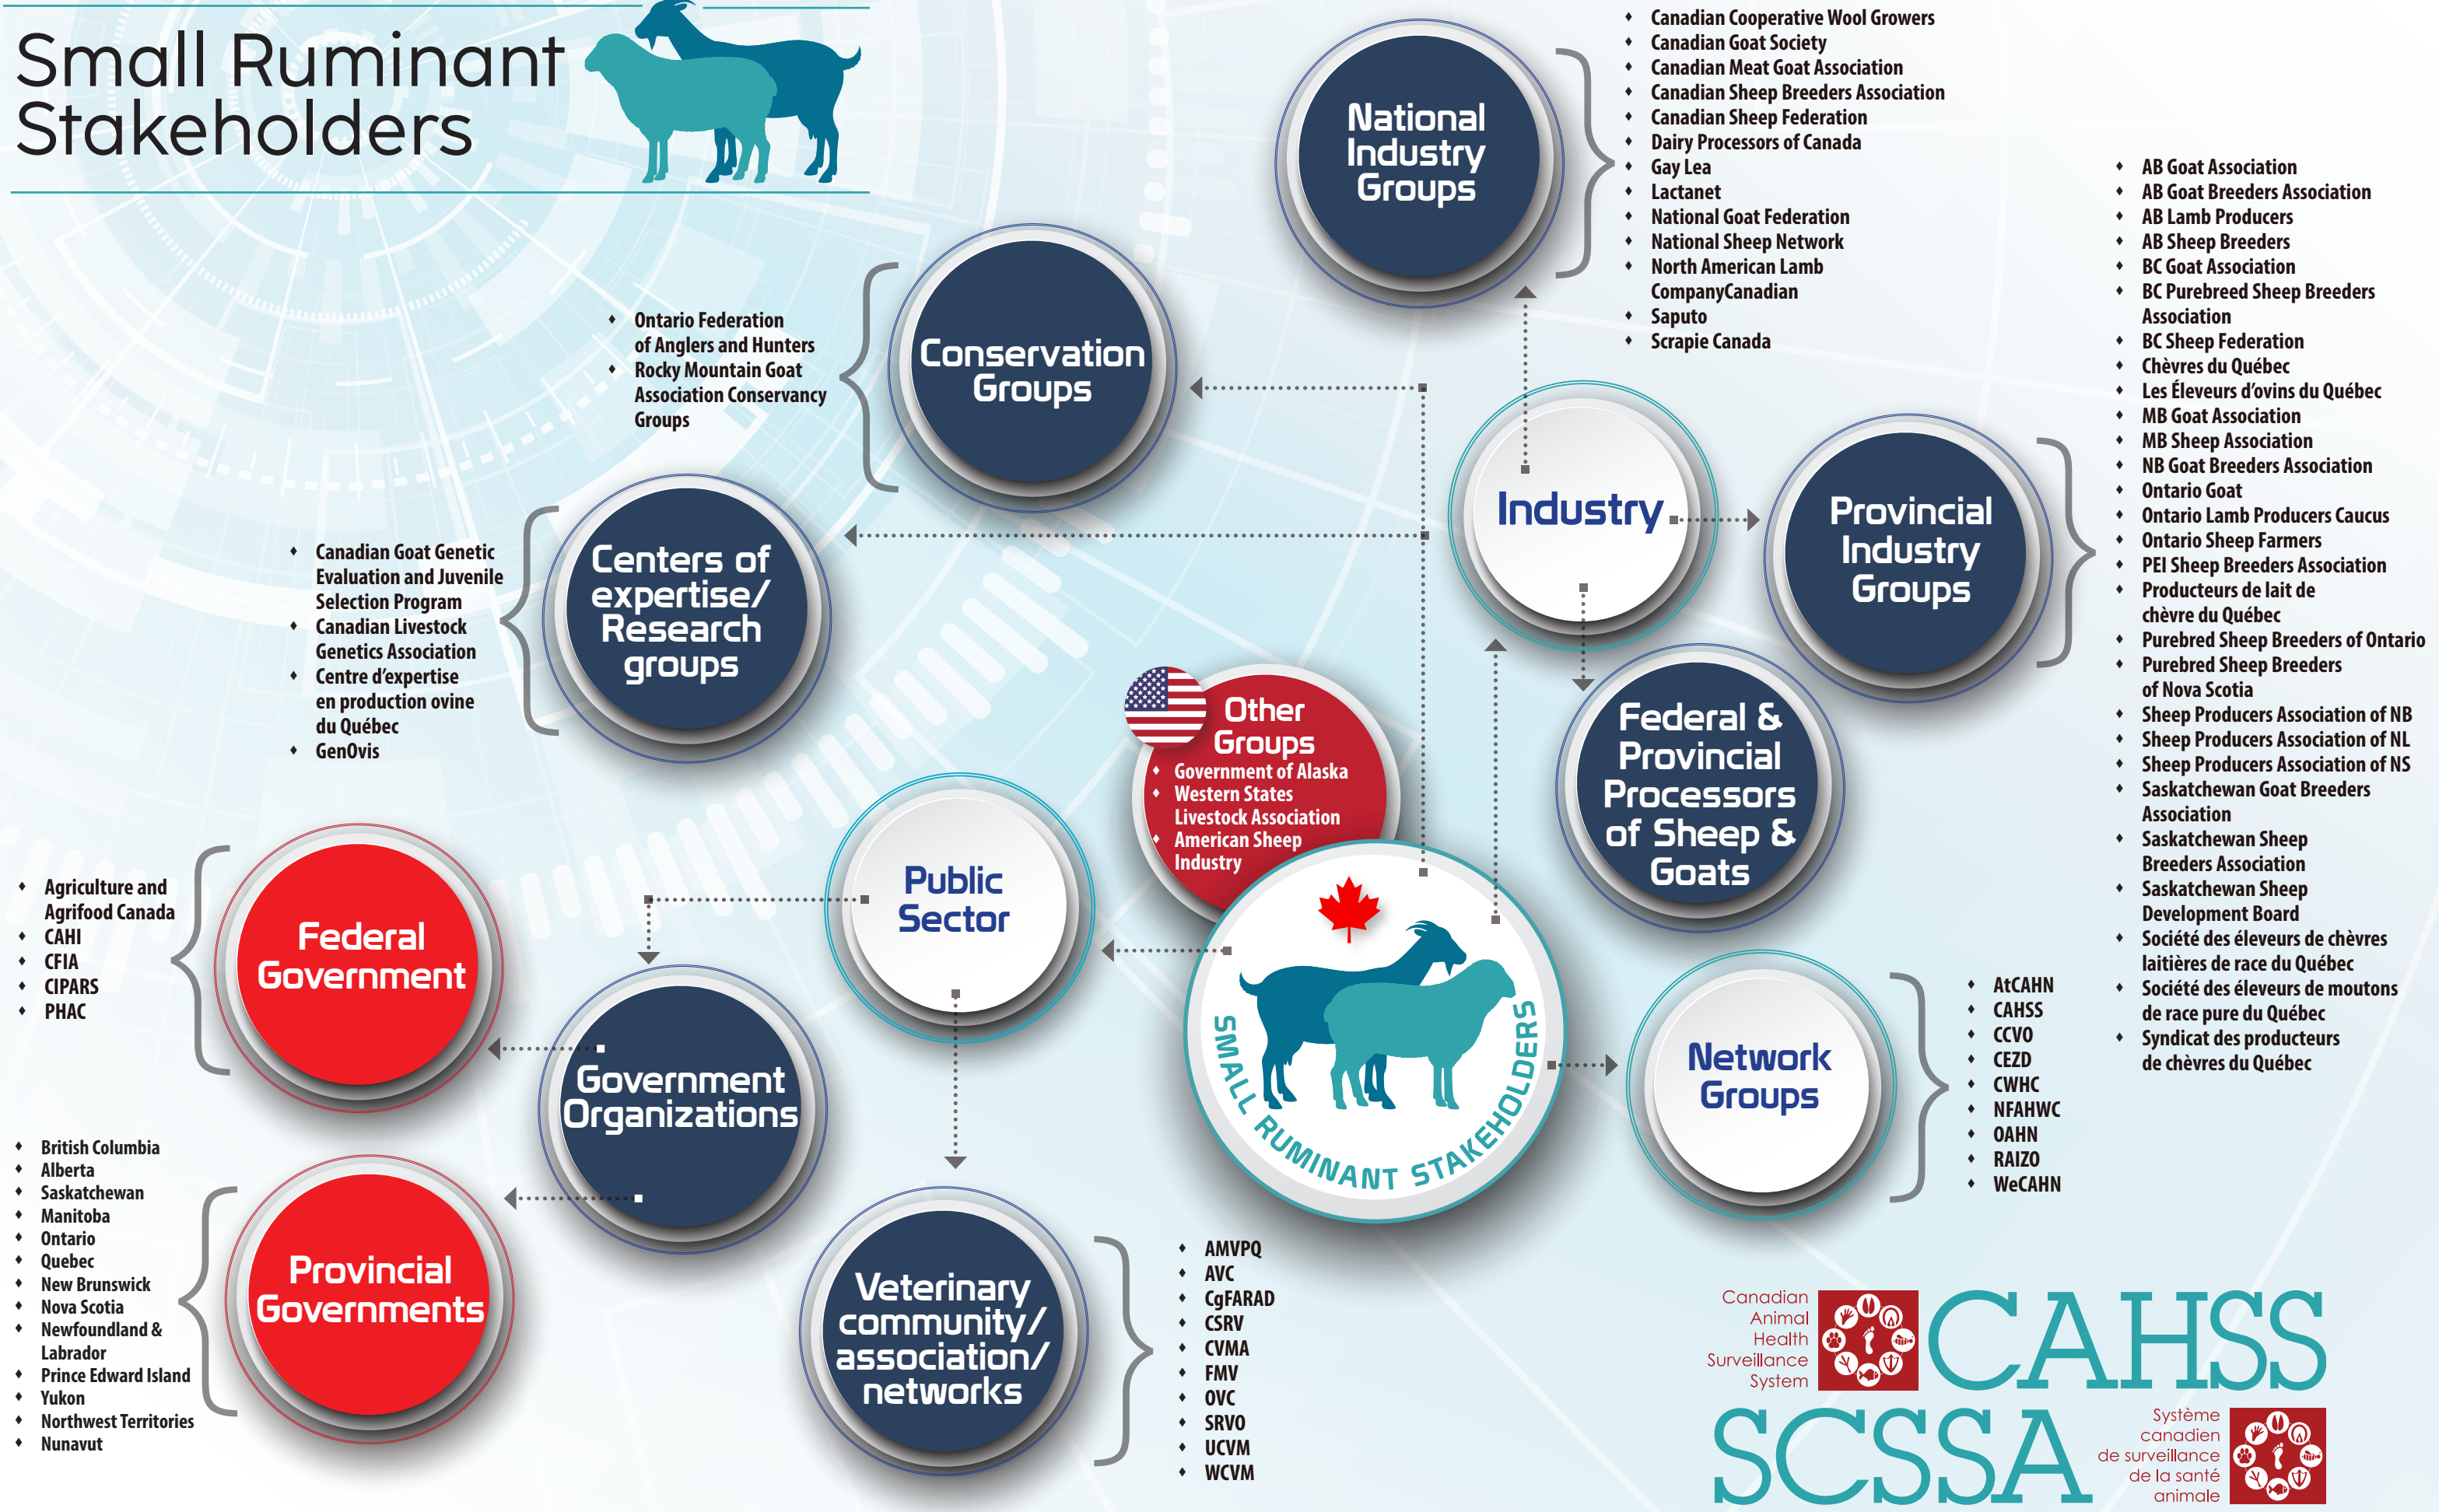 Small Ruminant
Stakeholders
National
Industry
Groups
♦ Canadian Cooperative Wool Growers
♦ Canadian Goat Society
♦ Canadian Meat Goat Association
♦ Canadian Sheep Breeders Association
♦ Canadian Sheep Federation
♦ Dairy Processors of Canada
♦ Gay Lea
♦ Lactanet
♦ National Goat Federation
♦ National Sheep Network
♦ North American Lamb
CompanyCanadian
♦ Saputo
♦ Scrapie Canada
Conservation
Groups
♦ Ontario Federation
of Anglers and Hunters
♦ Rocky Mountain Goat
Association Conservancy
Groups
Centers of
expertise/
Research
groups
♦ Canadian Goat Genetic
Evaluation and Juvenile
Selection Program
♦ Canadian Livestock
Genetics Association
♦ Centre d'expertise
en production ovine
du Québec
♦ GenOvis
Industry
Provincial
Industry
Groups
♦ AB Goat Association
♦ AB Goat Breeders Association
♦ AB Lamb Producers
♦ AB Sheep Breeders
♦ BC Goat Association
♦ BC Purebreed Sheep Breeders
Association
♦ BC Sheep Federation
♦ Chèvres du Québec
♦ Les Éleveurs d'ovins du Québec
♦ MB Goat Association
♦ MB Sheep Association
♦ NB Goat Breeders Association
♦ Ontario Goat
♦ Ontario Lamb Producers Caucus
♦ Ontario Sheep Farmers
♦ PEI Sheep Breeders Association
♦ Producteurs de lait de
chèvre du Québec
♦ Purebred Sheep Breeders of Ontario
♦ Purebred Sheep Breeders
of Nova Scotia
♦ Sheep Producers Association of NB
♦ Sheep Producers Association of NL
♦ Sheep Producers Association of NS
♦ Saskatchewan Goat Breeders
Association
♦ Saskatchewan Sheep
Breeders Association
♦ Saskatchewan Sheep
Development Board
♦ Société des éleveurs de chèvres
laitières de race du Québec
♦ Société des éleveurs de moutons
de race pure du Québec
♦ Syndicat des producteurs
de chèvres du Québec
Federal &
Provincial
Processors
of Sheep &
Goats
Other
Groups
♦ Government of Alaska
♦ Western States
Livestock Association
♦ American Sheep
Industry
Public
Sector
SMALL RUMINANT STAKEHOLDERS
Network
Groups
♦ AtCAHN
♦ CAHSS
♦ CCVO
♦ CEZD
♦ CWHC
♦ NFAHWC
♦ OAHN
♦ RAIZO
♦ WeCAHN
Federal
Government
♦ Agriculture and
Agrifood Canada
♦ CAHI
♦ CFIA
♦ CIPARS
♦ PHAC
Government
Organizations
Provincial
Governments
♦ British Columbia
♦ Alberta
♦ Saskatchewan
♦ Manitoba
♦ Ontario
♦ Quebec
♦ New Brunswick
♦ Nova Scotia
♦ Newfoundland &
Labrador
♦ Prince Edward Island
♦ Yukon
♦ Northwest Territories
♦ Nunavut
Veterinary
community/
association/
networks
♦ AMVPQ
♦ AVC
♦ CgFARAD
♦ CSRV
♦ CVMA
♦ FMV
♦ OVC
♦ SRVO
♦ UCVM
♦ WCVM
Canadian
Animal
Health
Surveillance
System
CAHSS
SCSSA
Système
canadien
de surveillance
de la santé
animale